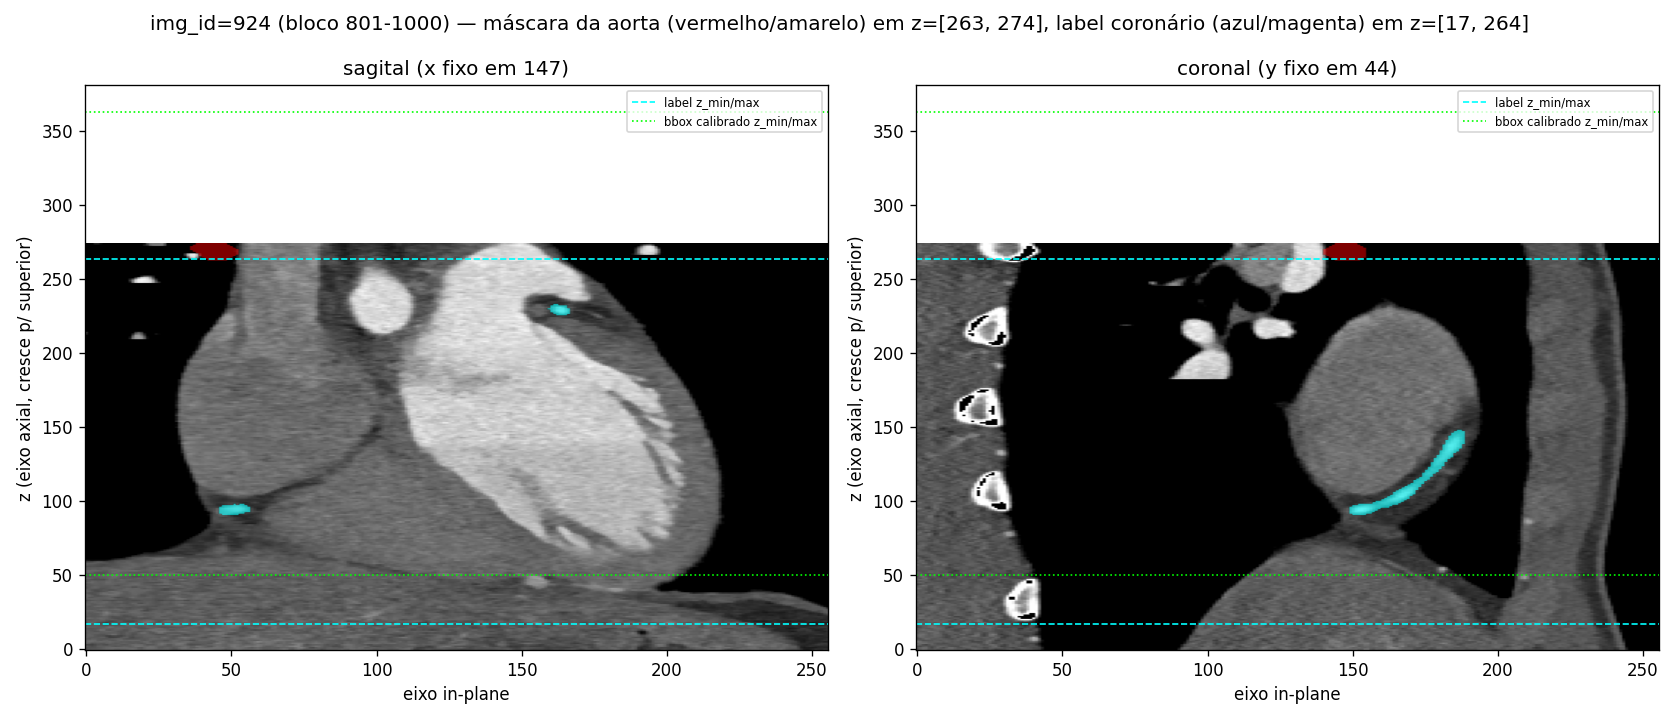 img_id=924 (bloco 801-1000) — máscara da aorta (vermelho/amarelo) em z=[263, 274], label coronário (azul/magenta) em z=[17, 264]
sagital (x fixo em 147)
label z_min/max
bbox calibrado z_min/max
z (eixo axial, cresce p/ superior)
350
300
250
200
150
100
50
0
0
50
100
150
200
250
eixo in-plane
coronal (y fixo em 44)
label z_min/max
bbox calibrado z_min/max
z (eixo axial, cresce p/ superior)
350
300
250
200
150
100
50
0
0
50
100
150
200
250
eixo in-plane